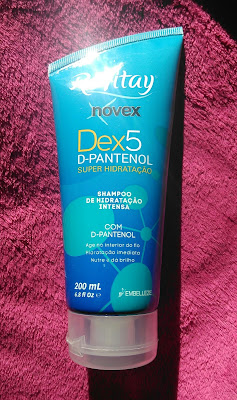 Vitay
novex
Dex5
D-PANTENOL
SUPER HIDRATAÇÃO
SHAMPOO
DE HIDRATAÇÃO
INTENSA
COM
D-PANTENOL
Age no interior do fio
Hidratação imediata
Nutre e dá brilho
200 mL
6.8 fl Oz e
EMBELLEZE